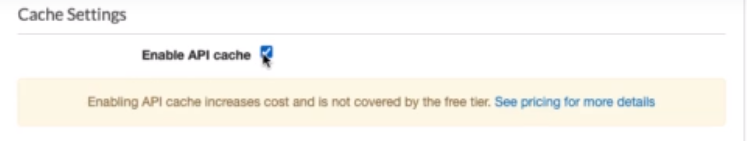 Cache Settings
Enable API cache
Enabling API cache increases cost and is not covered by the free tier. See pricing for more details